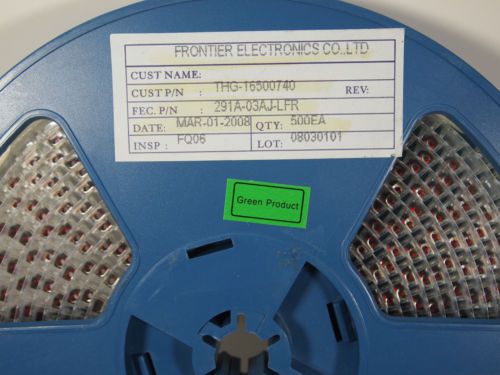 FRONTIER ELECTRONICS CO.,LTD
CUST NAME:
CUST P/N : THG-16500740 REV:
FEC. P/N : 291A-03AJ-LFR
DATE: MAR-01-2008 QTY: 500EA
INSP : FQ06 LOT: 08030101
Green Product